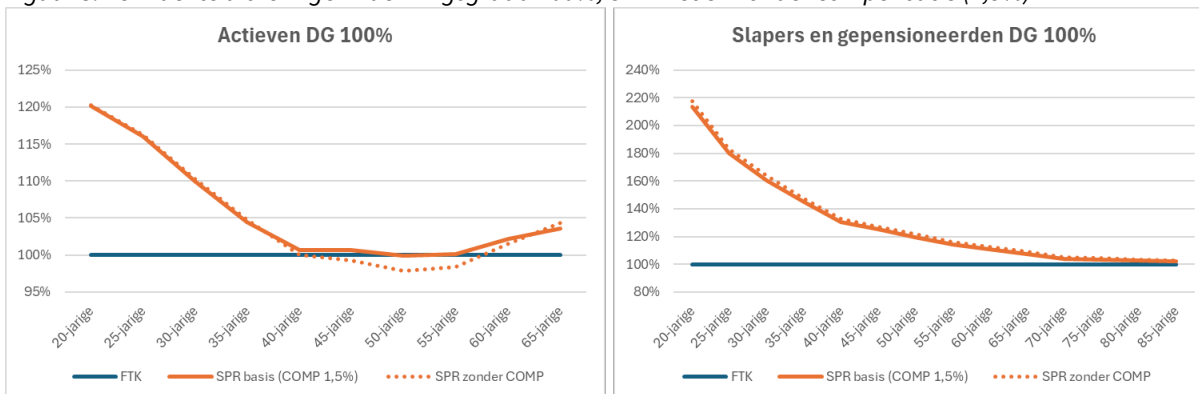 Actieven DG 100%
125%
120%
115%
110%
105%
100%
95%
20-jarige
25-jarige
30-jarige
35-jarige
40-jarige
45-jarige
50-jarige
55-jarige
60-jarige
65-jarige
FTK
SPR basis (COMP 1,5%)
SPR zonder COMP
Slapers en gepensioneerden DG 100%
240%
220%
200%
180%
160%
140%
120%
100%
80%
20-jarige
25-jarige
30-jarige
35-jarige
40-jarige
45-jarige
50-jarige
55-jarige
60-jarige
65-jarige
70-jarige
75-jarige
80-jarige
85-jarige
FTK
SPR basis (COMP 1,5%)
SPR zonder COMP